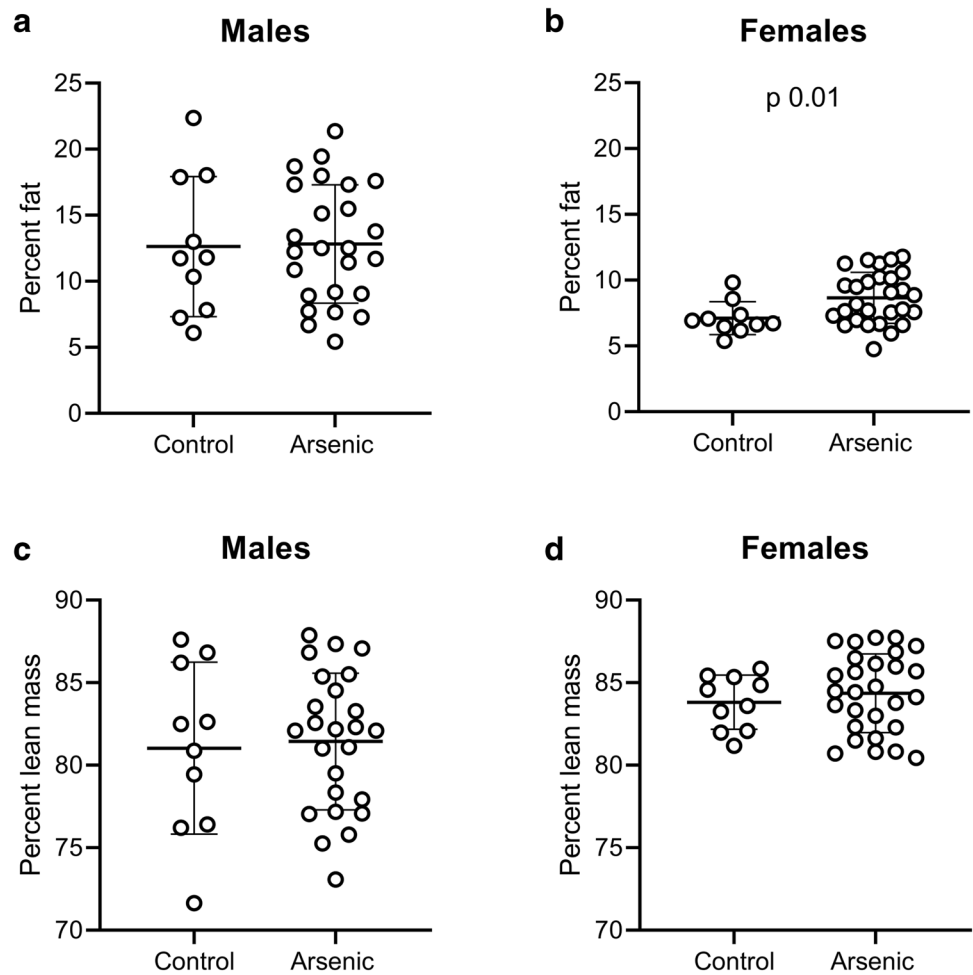 a
Males
Percent fat
25
20
15
10
5
0
Control
Arsenic
b
Females
p 0.01
Percent fat
25
20
15
10
5
0
Control
Arsenic
c
Males
Percent lean mass
90
85
80
75
70
Control
Arsenic
d
Females
Percent lean mass
90
85
80
75
70
Control
Arsenic